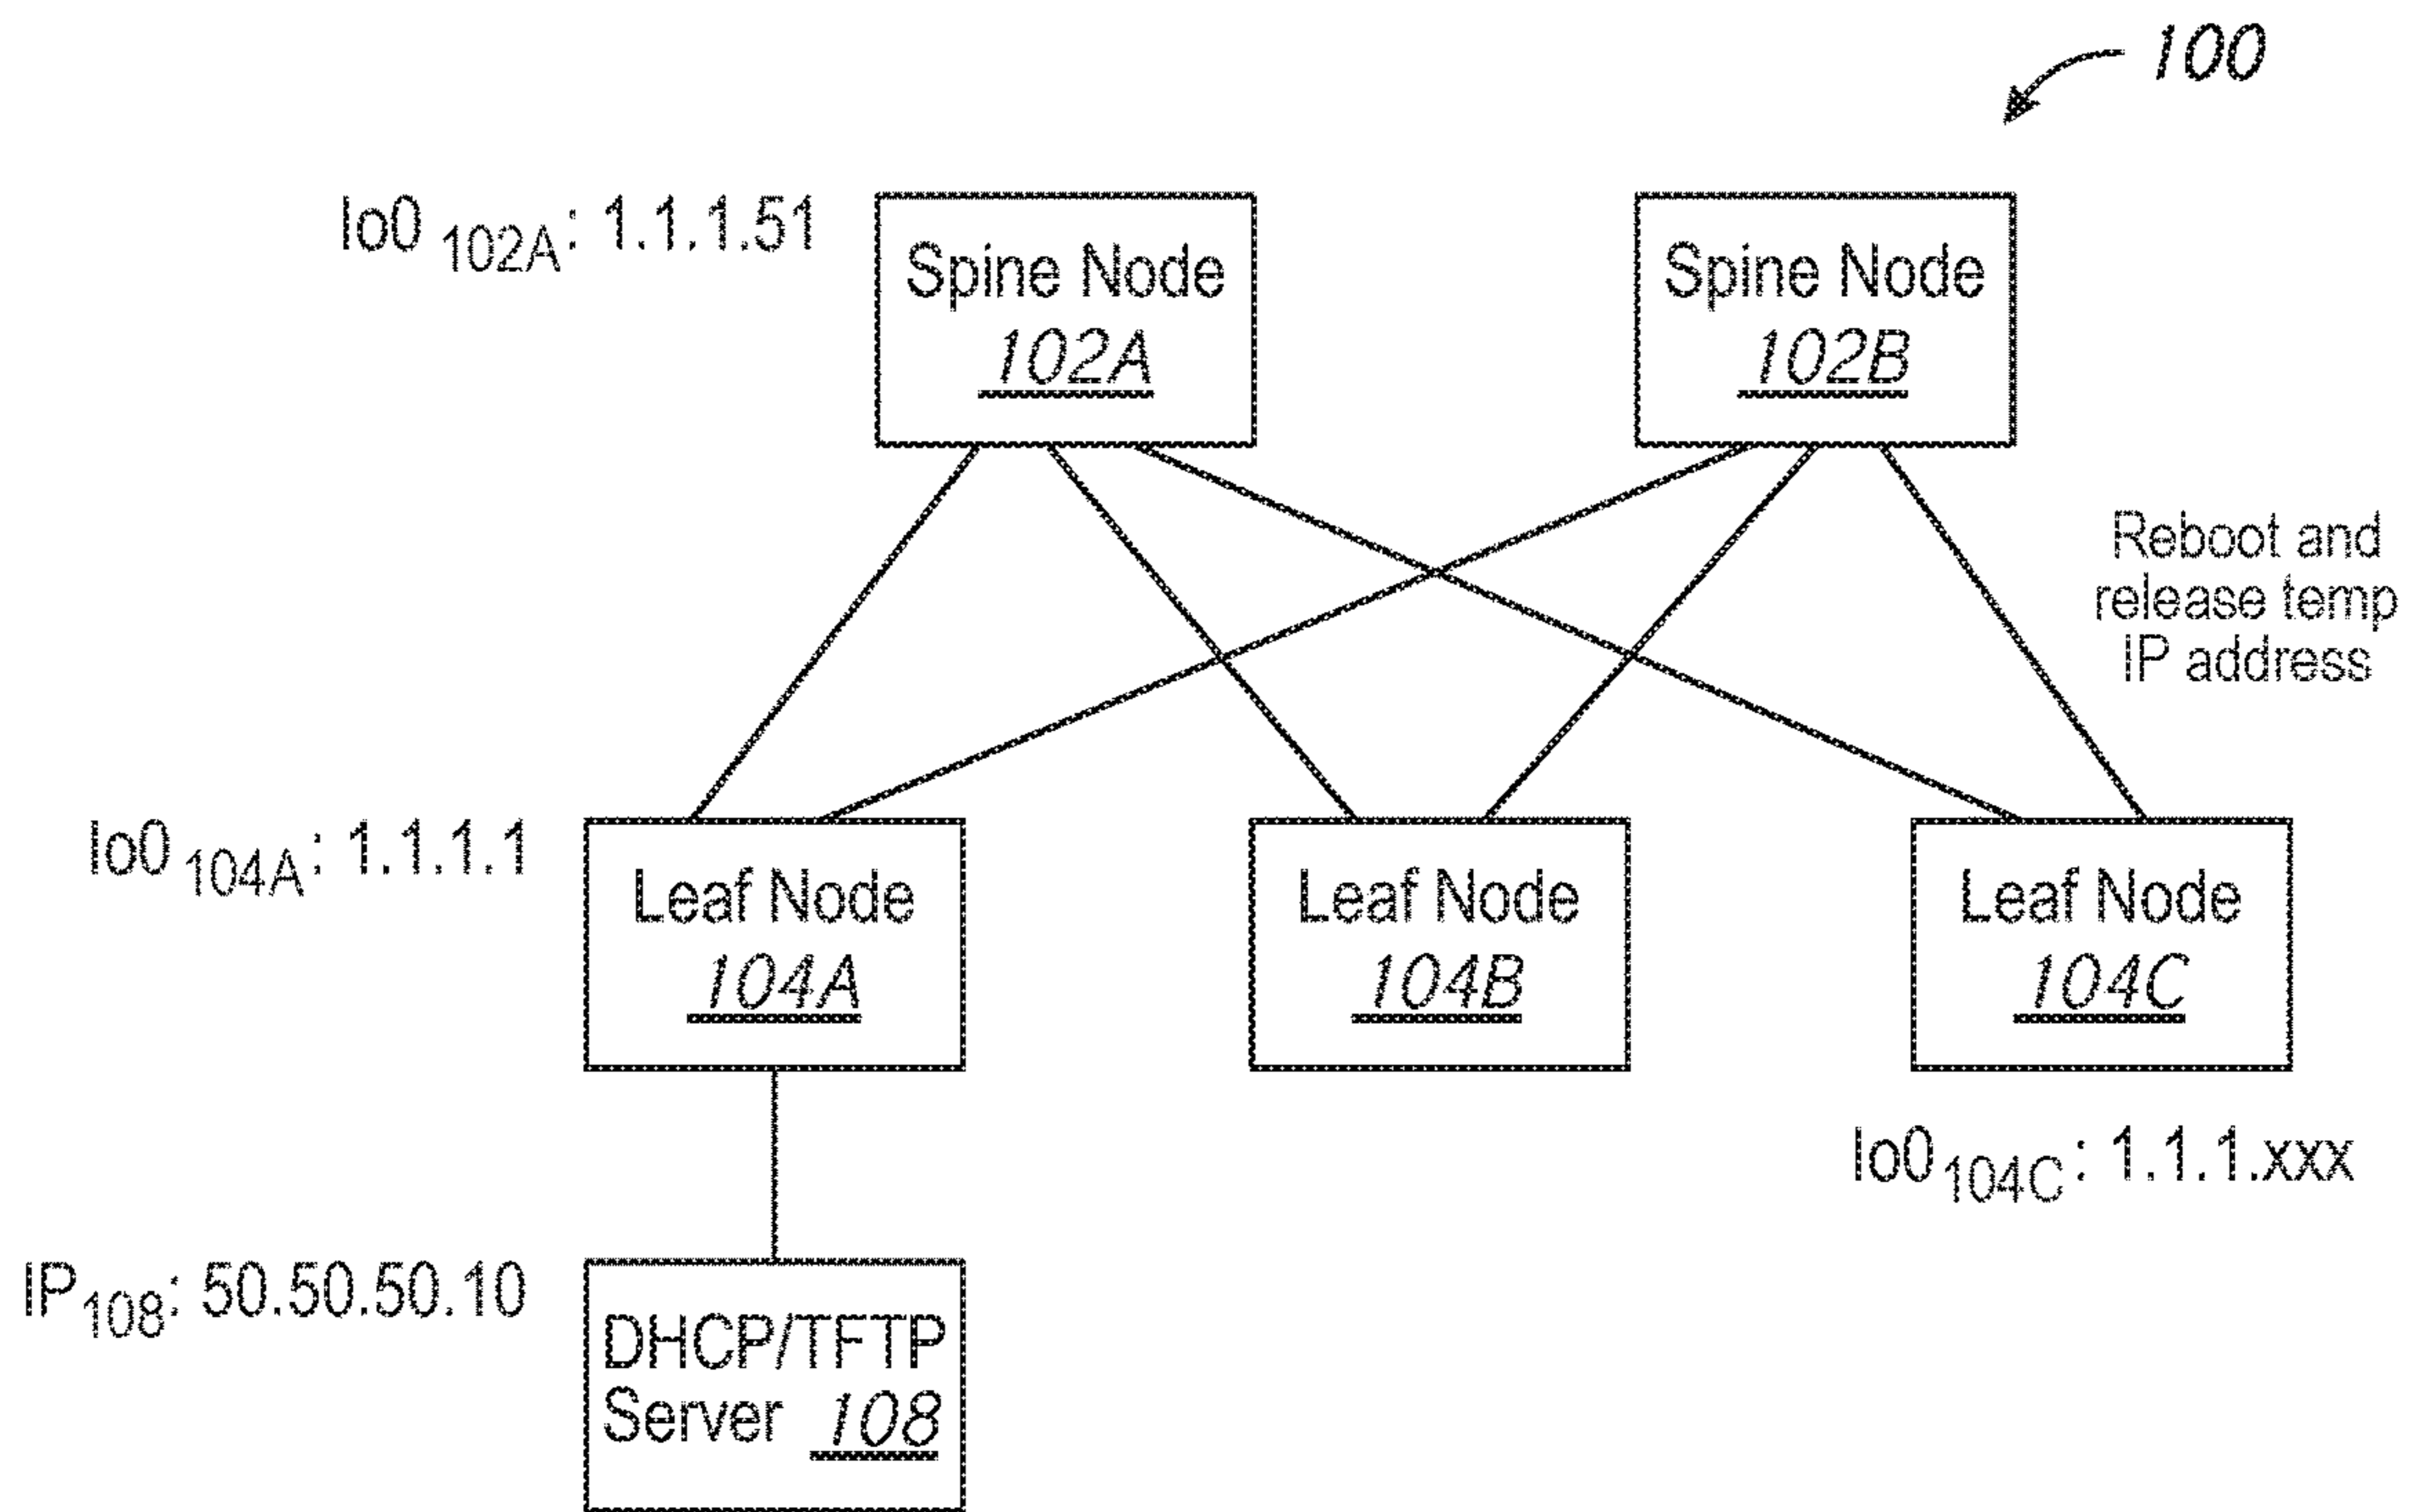 100
lo0 102A: 1.1.1.51
Spine Node
102A
Spine Node
102B
Reboot and
release temp
IP address
lo0 104A: 1.1.1.1
Leaf Node
104A
Leaf Node
104B
Leaf Node
104C
lo0 104C: 1.1.1.xxx
IP108: 50.50.50.10
DHCP/TFTP
Server 108